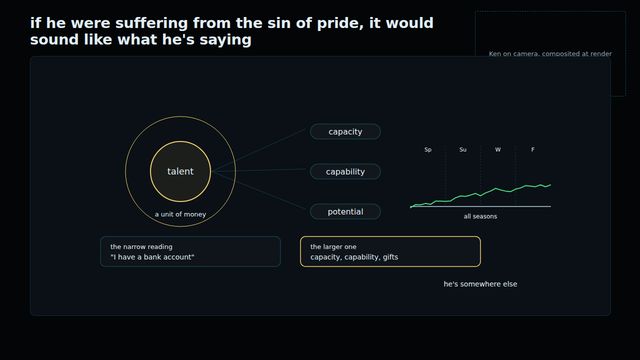 if he were suffering from the sin of pride, it would
sound like what he's saying
Ken on camera, composited at render
talent
a unit of money
capacity
capability
potential
Sp Su W F
all seasons
the narrow reading
"I have a bank account"
the larger one
capacity, capability, gifts
he's somewhere else